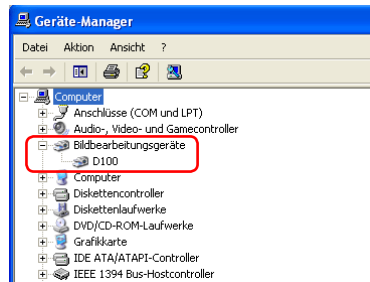 Geräte-Manager
Datei Aktion Ansicht ?
Computer
Anschlüsse (COM und LPT)
Audio-, Video- und Gamecontroller
Bildbearbeitungsgeräte
D100
Computer
Diskettencontroller
Diskettenlaufwerke
DVD/CD-ROM-Laufwerke
Grafikkarte
IDE ATA/ATAPI-Controller
IEEE 1394 Bus-Hostcontroller